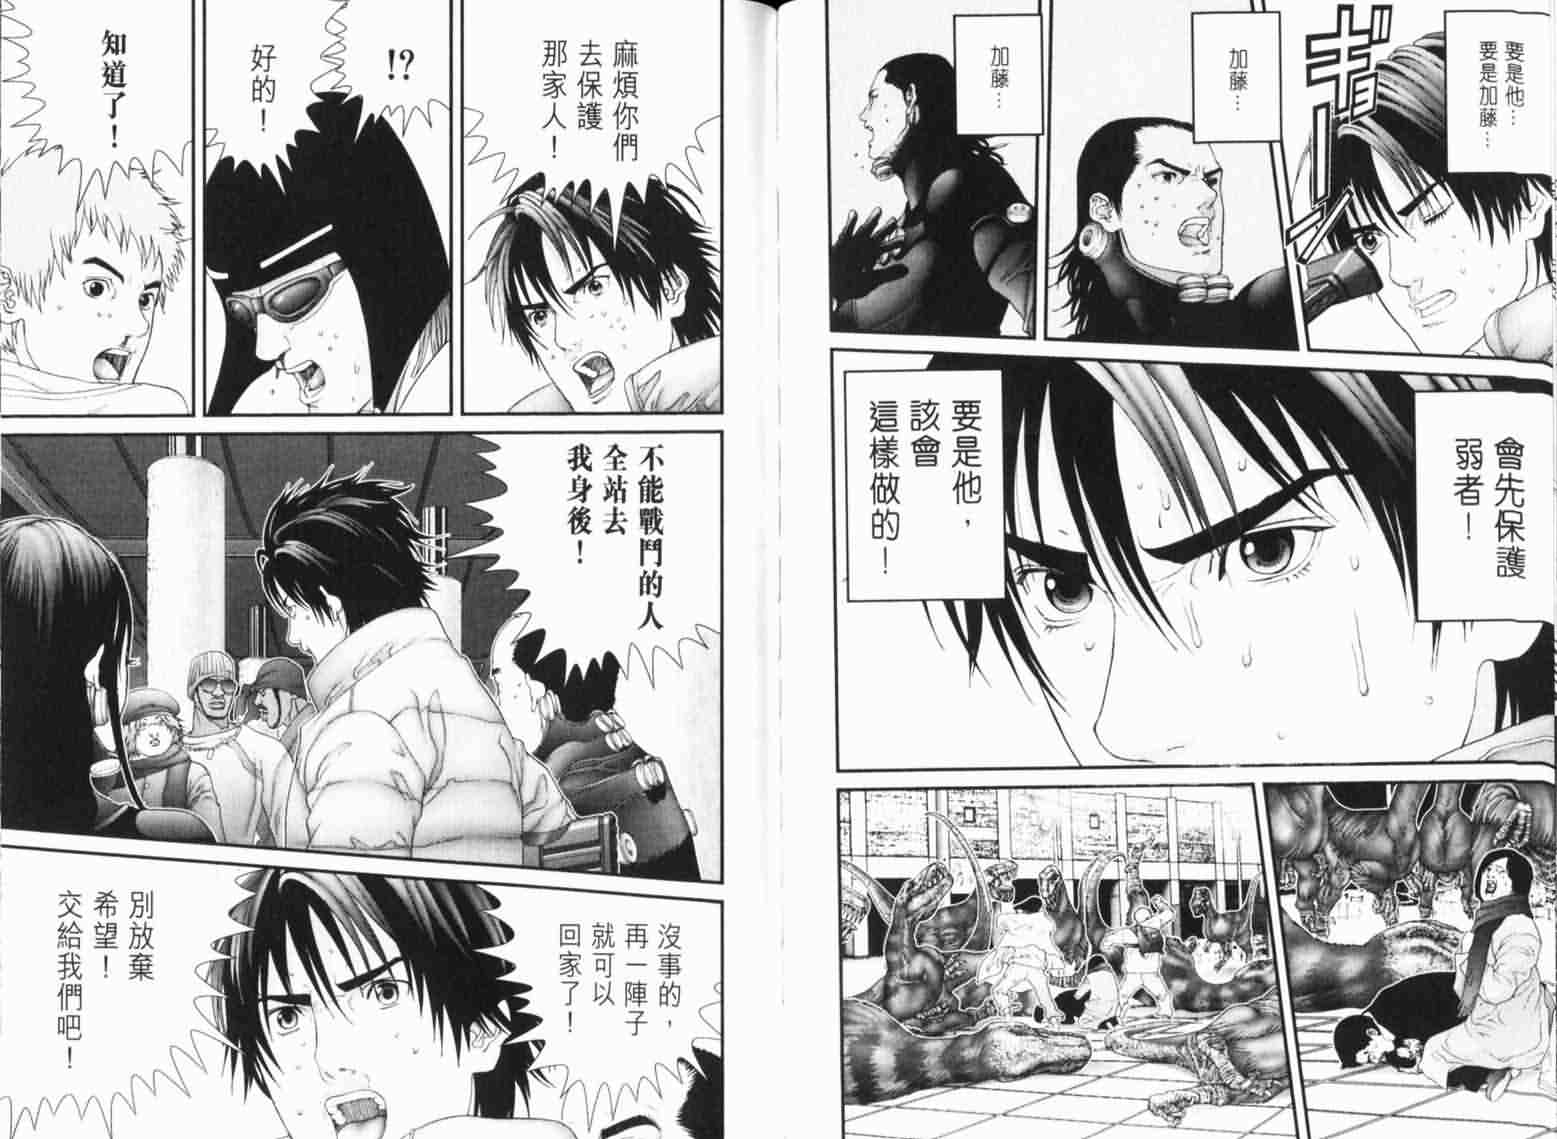 要是他…
要是加藤…
ギョ
加藤…
加藤…
會先保護
弱者！
要是他，
該會
這樣做的！
麻煩你們
去保護
那家人！
!?
好的！
知道了！
不能戰鬥的人
全站去
我身後！
沒事的，
再一陣子
就可以
回家了！
別放棄
希望！
交給我們吧！